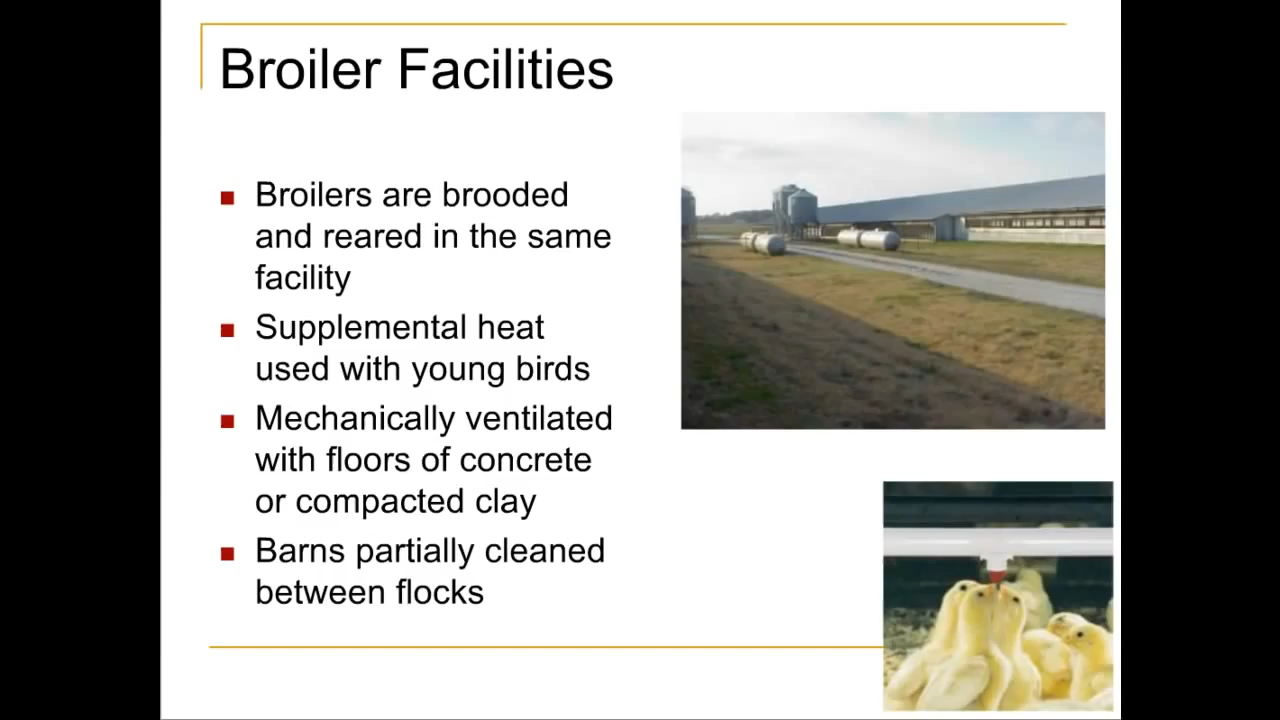 Broiler Facilities
Broilers are brooded
and reared in the same
facility
Supplemental heat
used with young birds
Mechanically ventilated
with floors of concrete
or compacted clay
Barns partially cleaned
between flocks